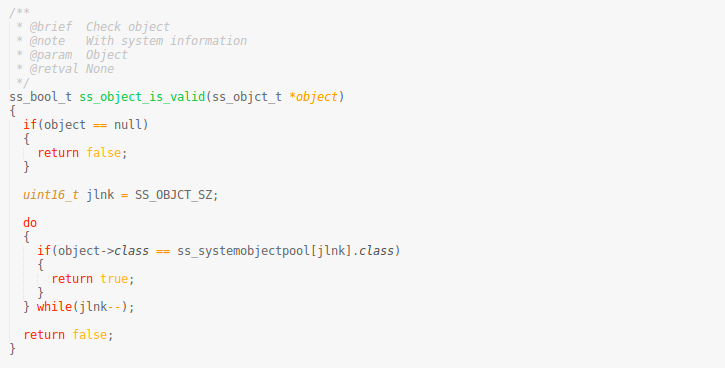 /**
 * @brief  Check object
 * @note   With system information
 * @param  Object
 * @retval None
 */
ss_bool_t ss_object_is_valid(ss_objct_t *object)
{
  if(object == null)
  {
    return false;
  }

  uint16_t jlnk = SS_OBJCT_SZ;

  do
  {
    if(object->class == ss_systemobjectpool[jlnk].class)
    {
      return true;
    }
  } while(jlnk--);

  return false;
}